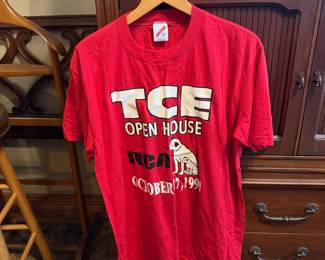 TCE
OPEN HOUSE
RCA
OCTOBER